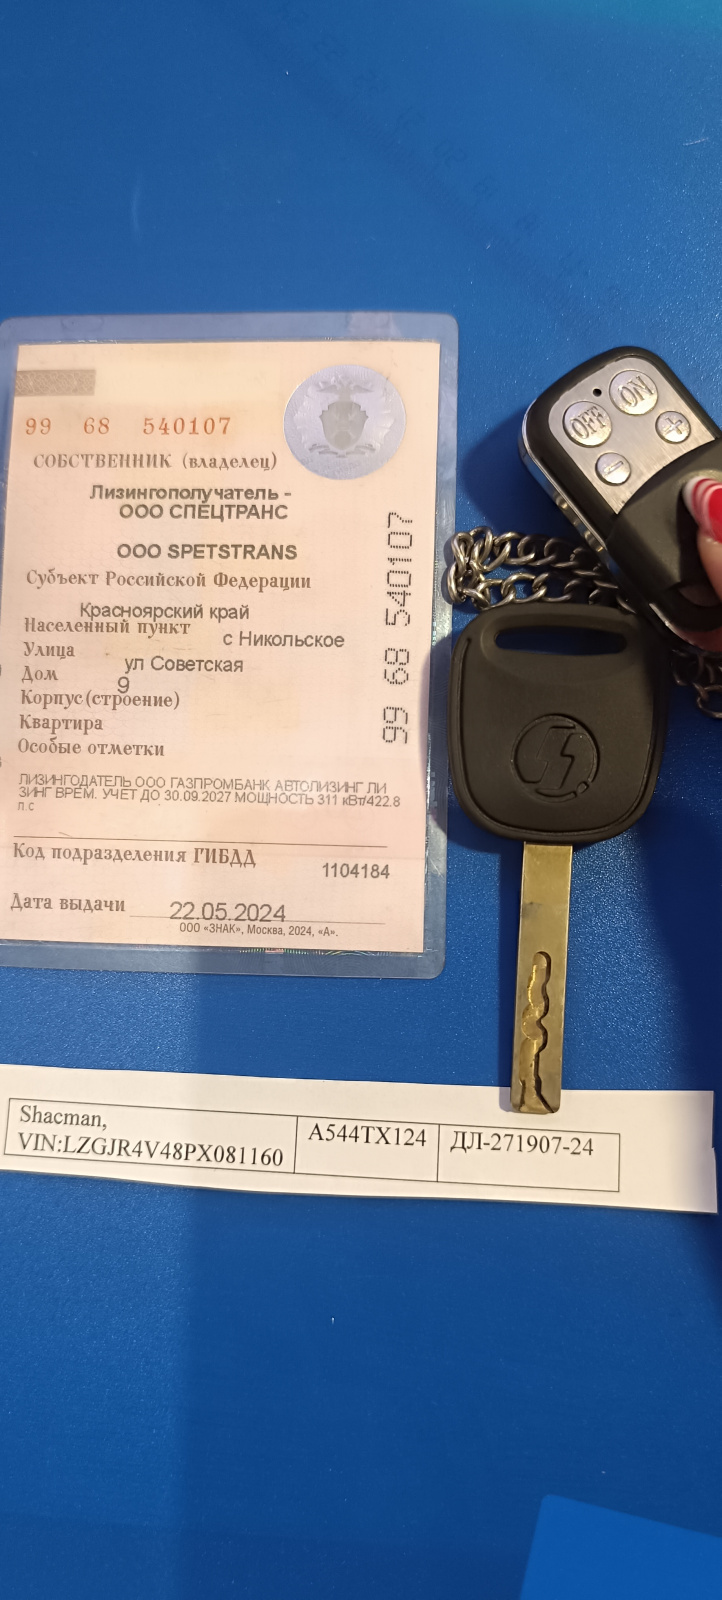 99 68 540107
СОБСТВЕННИК (владелец)
Лизингополучатель -
ООО СПЕЦТРАНС
ООО SPETSTRANS
Субъект Российской Федерации
Красноярский край
Населенный пункт
с Никольское
Улица
ул Советская
Дом
9
Корпус(строение)
Квартира
Особые отметки
ЛИЗИНГОДАТЕЛЬ ООО ГАЗПРОМБАНК АВТОЛИЗИНГ ЛИ
ЗИНГ ВРЕМ. УЧЕТ ДО 30.09.2027 МОЩНОСТЬ 311 кВт/422.8
л.с
Код подразделения ГИБДД
1104184
Дата выдачи 22.05.2024
ООО «ЗНАК», Москва, 2024, «А».
99 68 540107
OFF ON
- +
Shacman,
VIN:LZGJR4V48PX081160
А544ТХ124
ДЛ-271907-24